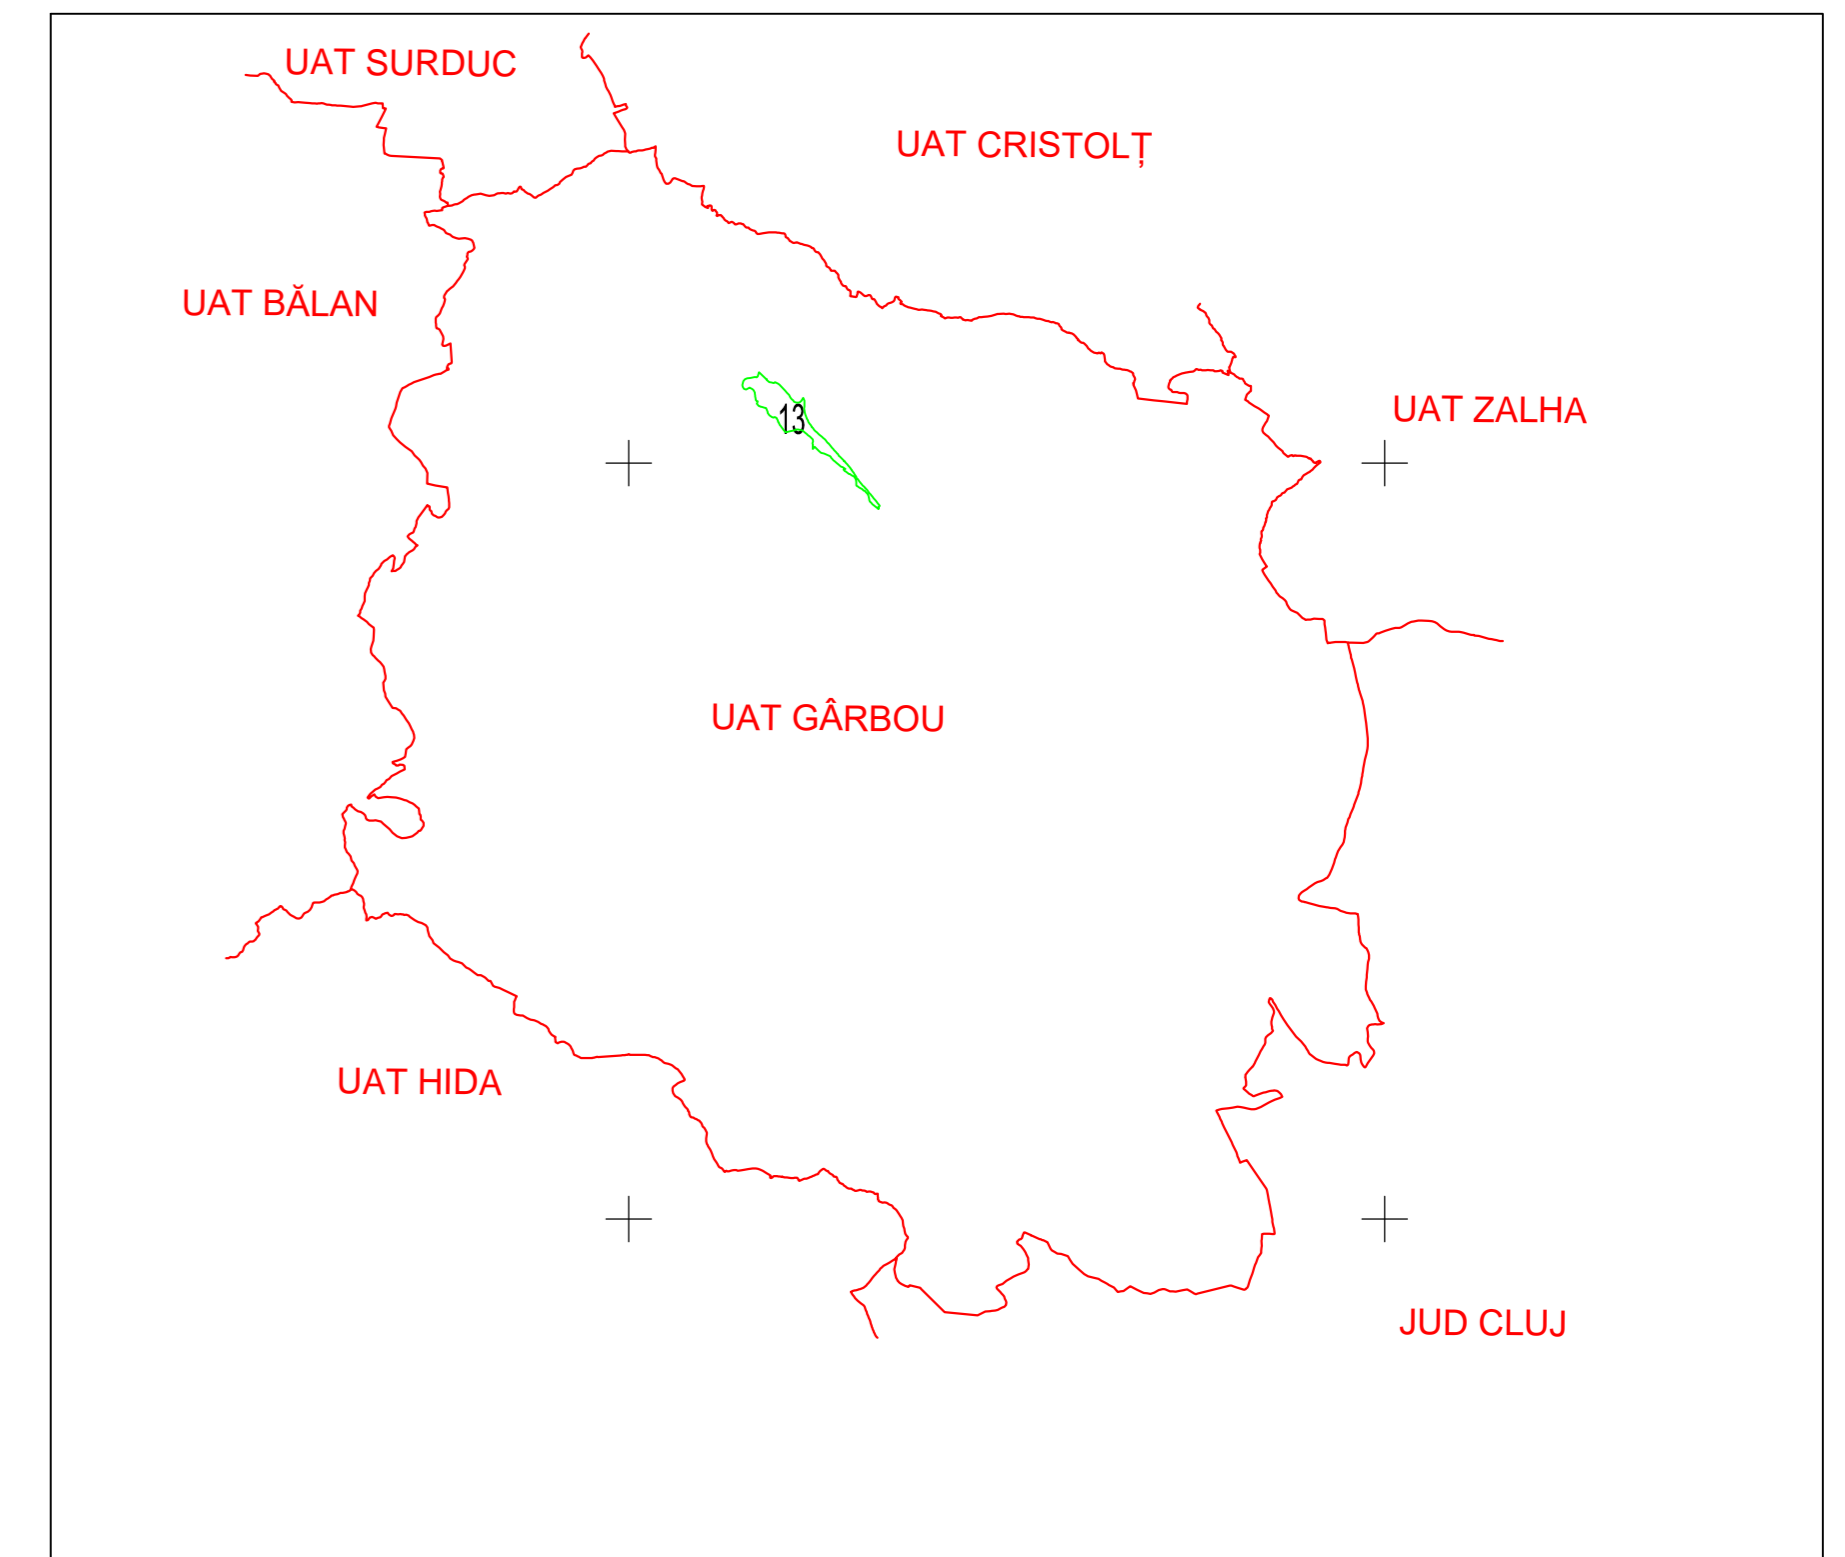 UAT SURDUC
UAT CRISTOLȚ
UAT BĂLAN
UAT ZALHA
13
UAT GÂRBOU
UAT HIDA
JUD CLUJ